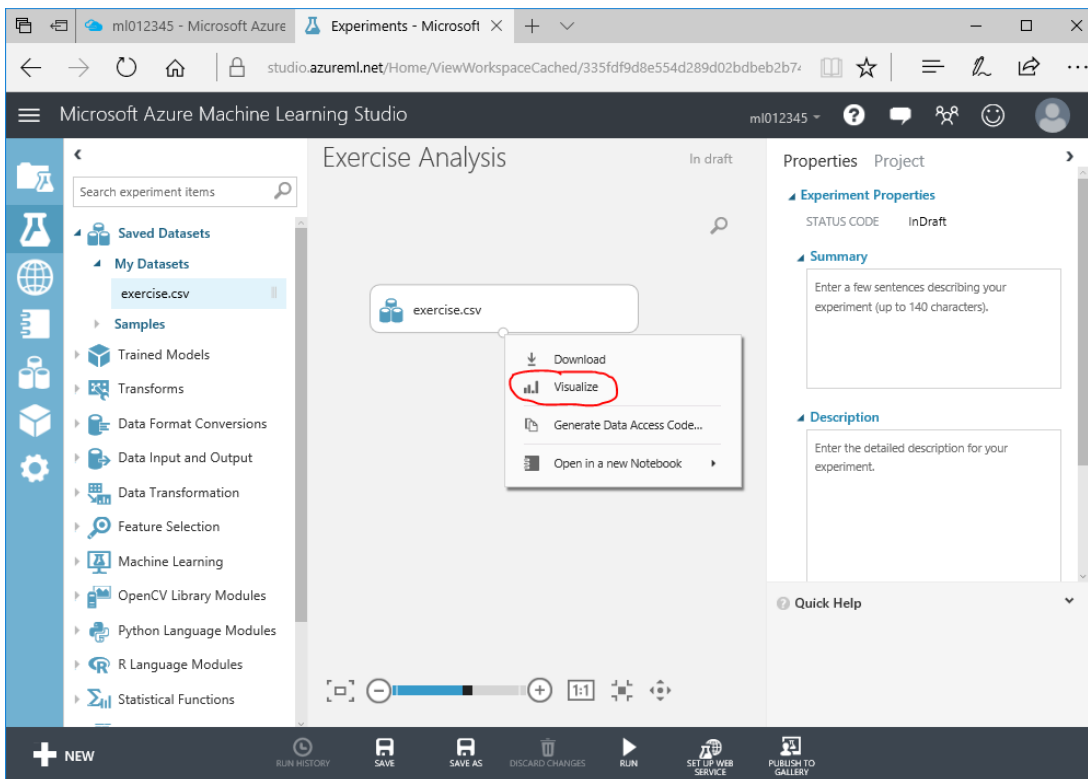 ml012345 - Microsoft Azure
Experiments - Microsoft
studio.azureml.net/Home/ViewWorkspaceCached/335fdf9d8e554d289d02bdbeb2b74
Microsoft Azure Machine Learning Studio
ml012345
Search experiment items
Saved Datasets
My Datasets
exercise.csv
Samples
Trained Models
Transforms
Data Format Conversions
Data Input and Output
Data Transformation
Feature Selection
Machine Learning
OpenCV Library Modules
Python Language Modules
R Language Modules
Statistical Functions
Exercise Analysis
In draft
exercise.csv
Download
Visualize
Generate Data Access Code...
Open in a new Notebook
1:1
Properties Project
Experiment Properties
STATUS CODE InDraft
Summary
Enter a few sentences describing your
experiment (up to 140 characters).
Description
Enter the detailed description for your
experiment.
Quick Help
NEW
RUN HISTORY
SAVE
SAVE AS
DISCARD CHANGES
RUN
SET UP WEB
SERVICE
PUBLISH TO
GALLERY